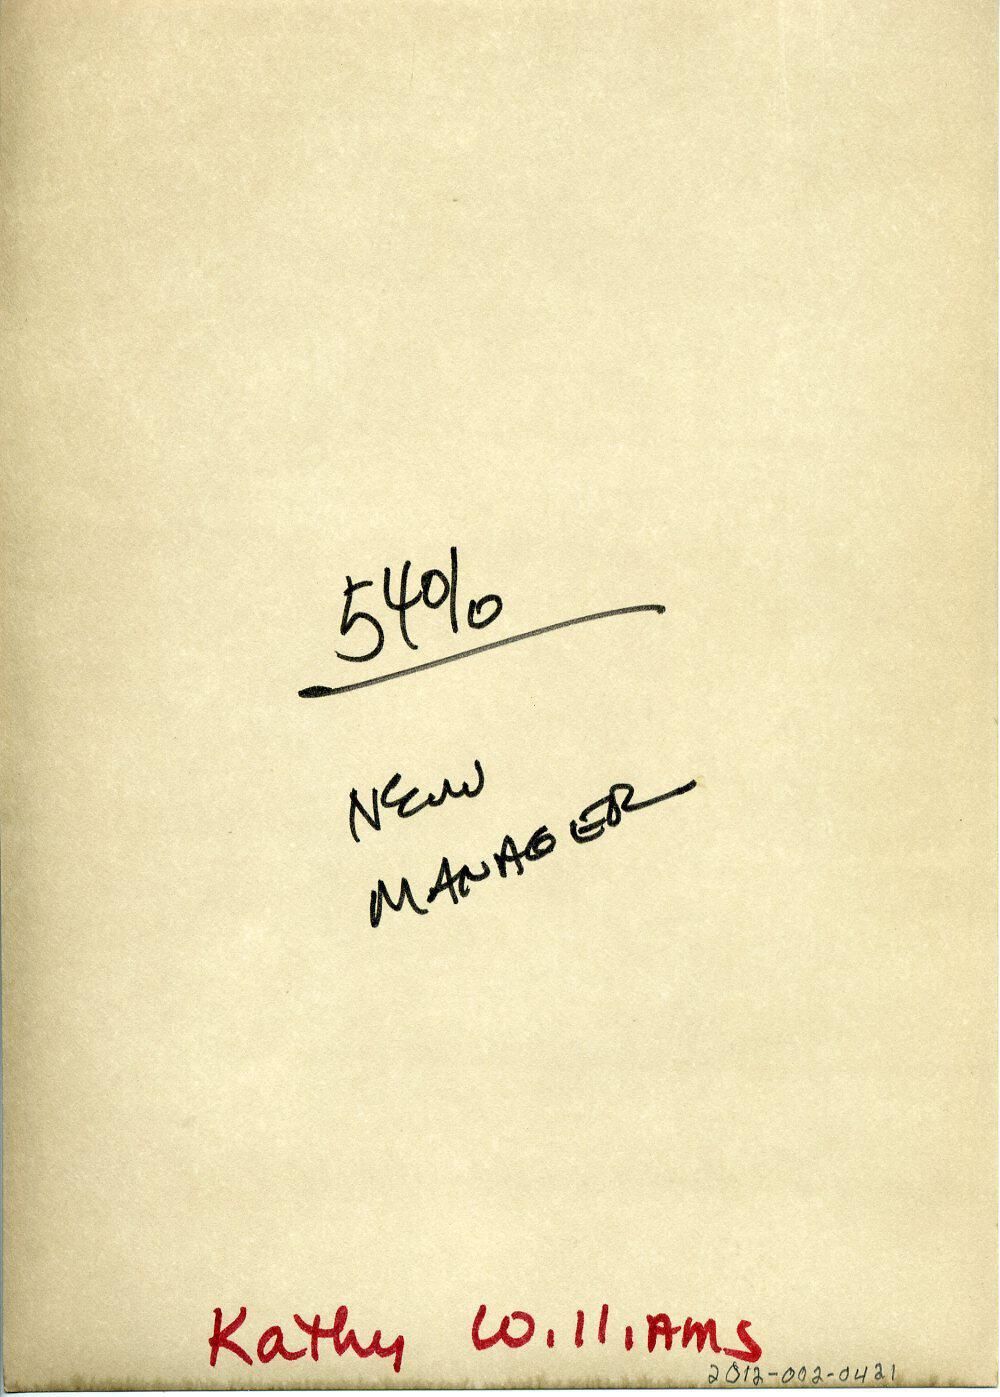 54%
NEW
MANAGER
Kathy WilliAms
2012-002-0421